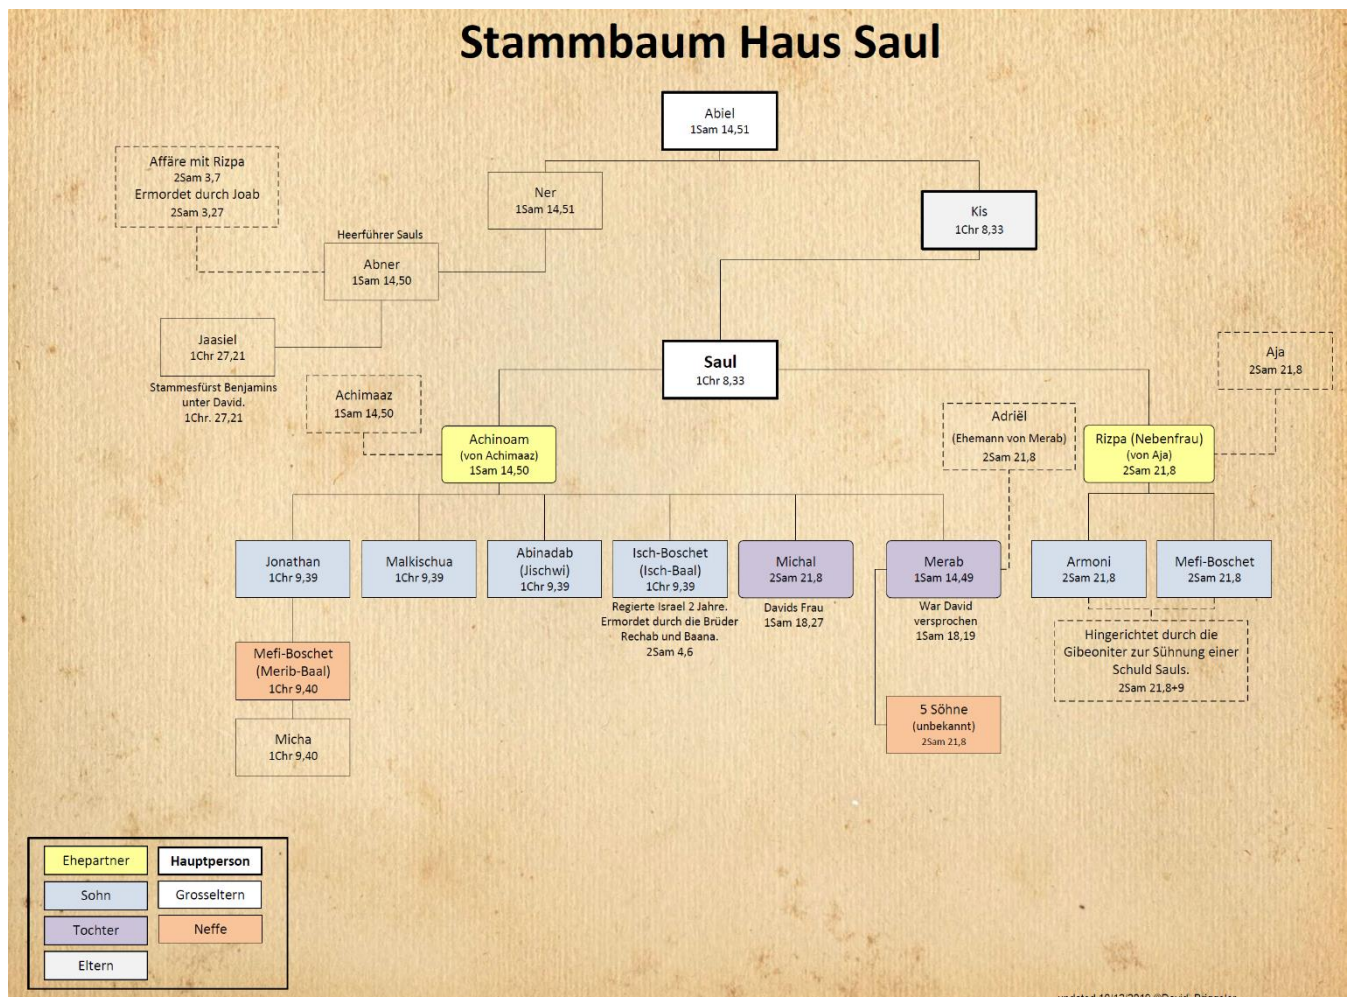 Stammbaum Haus Saul
Abiel
1Sam 14,51
Affäre mit Rizpa
2Sam 3,7
Ermordet durch Joab
2Sam 3,27
Ner
1Sam 14,51
Kis
1Chr 8,33
Heerführer Sauls
Abner
1Sam 14,50
Jaasiel
1Chr 27,21
Stammesfürst Benjamins
unter David.
1Chr. 27,21
Saul
1Chr 8,33
Aja
2Sam 21,8
Achimaaz
1Sam 14,50
Adriël
(Ehemann von Merab)
2Sam 21,8
Achinoam
(von Achimaaz)
1Sam 14,50
Rizpa (Nebenfrau)
(von Aja)
2Sam 21,8
Jonathan
1Chr 9,39
Malkischua
1Chr 9,39
Abinadab
(Jischwi)
1Chr 9,39
Isch-Boschet
(Isch-Baal)
1Chr 9,39
Regierte Israel 2 Jahre.
Ermordet durch die Brüder
Rechab und Baana.
2Sam 4,6
Michal
2Sam 21,8
Davids Frau
1Sam 18,27
Merab
1Sam 14,49
War David
versprochen
1Sam 18,19
Armoni
2Sam 21,8
Mefi-Boschet
2Sam 21,8
Hingerichtet durch die
Gibeoniter zur Sühnung einer
Schuld Sauls.
2Sam 21,8+9
Mefi-Boschet
(Merib-Baal)
1Chr 9,40
Micha
1Chr 9,40
5 Söhne
(unbekannt)
2Sam 21,8
Ehepartner
Hauptperson
Sohn
Grosseltern
Tochter
Neffe
Eltern